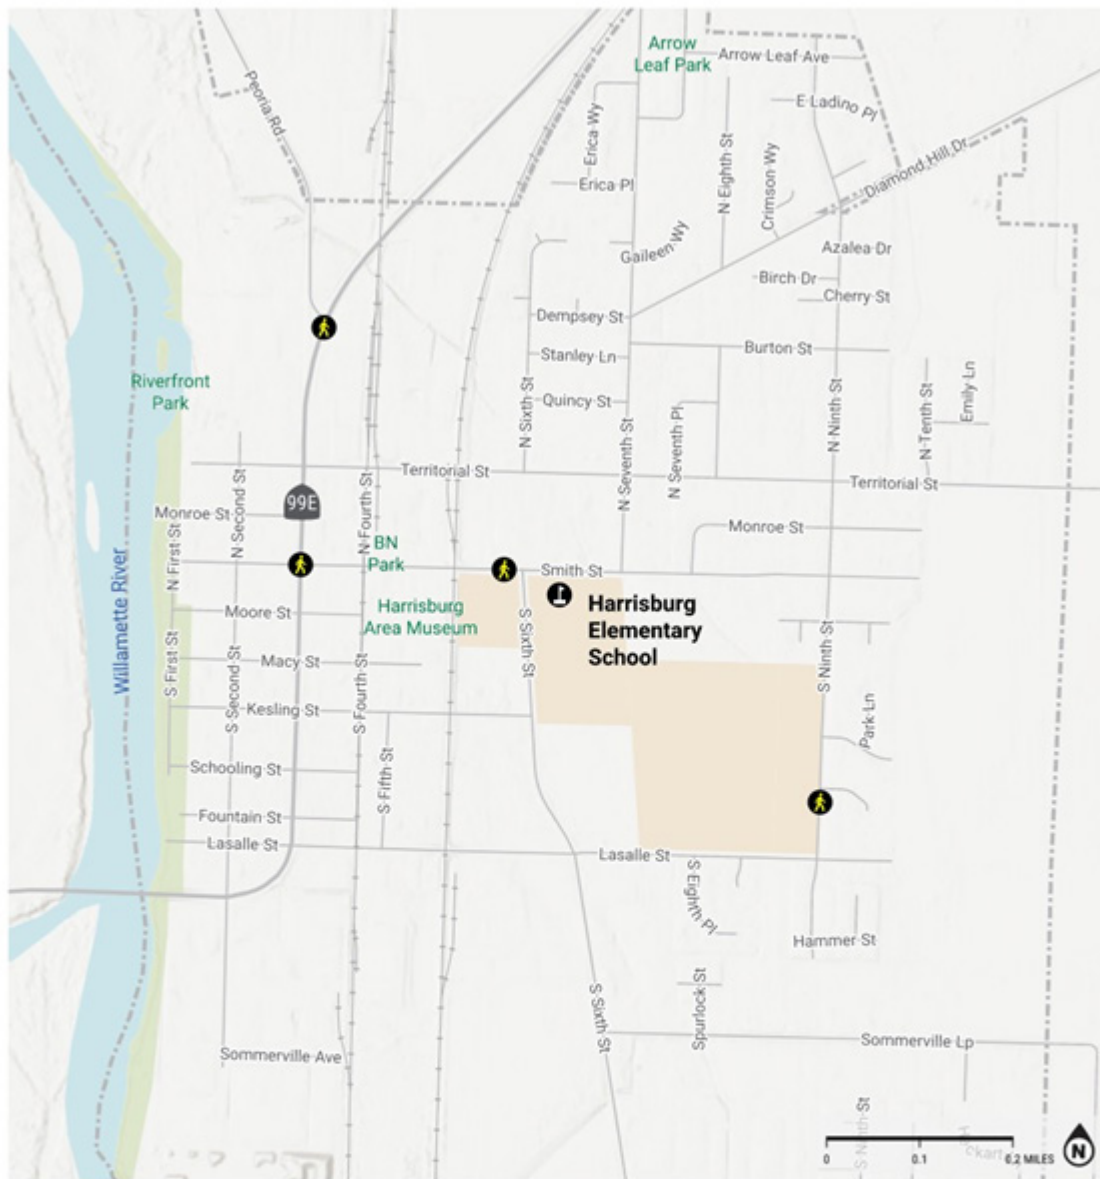 Arrow
Leaf Park
Arrow Leaf Ave
Peoria Rd
E Ladino Pl
Erica Wy
N Eighth St
Crimson Wy
Diamond Hill Dr
Erica Pl
Gaileen Wy
Azalea Dr
Birch Dr
Cherry St
Dempsey St
Stanley Ln
Burton St
Riverfront
Park
Quincy St
N Sixth St
N Seventh St
N Seventh Pl
N Ninth St
N Tenth St
Emily Ln
Territorial St
Territorial St
99E
Monroe St
N First St
N Second St
N Fourth St
Monroe St
BN
Park
Smith St
Willamette River
Moore St
Harrisburg
Area Museum
Harrisburg
Elementary
School
S First St
S Second St
Macy St
S Fourth St
S Sixth St
S Ninth St
Kesling St
Park Ln
Schooling St
S Fifth St
Fountain St
Lasalle St
Lasalle St
S Eighth Pl
Hammer St
S Sixth St
Spurlock St
Sommerville Ave
Sommerville Lp
S Ninth St
0
0.1
0.2 MILES
N